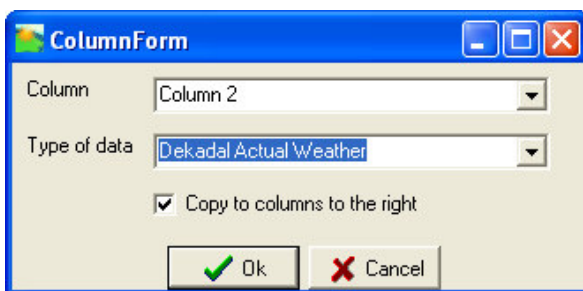 ColumnForm
Column Column 2
Type of data Dekadal Actual Weather
Copy to columns to the right
Ok Cancel